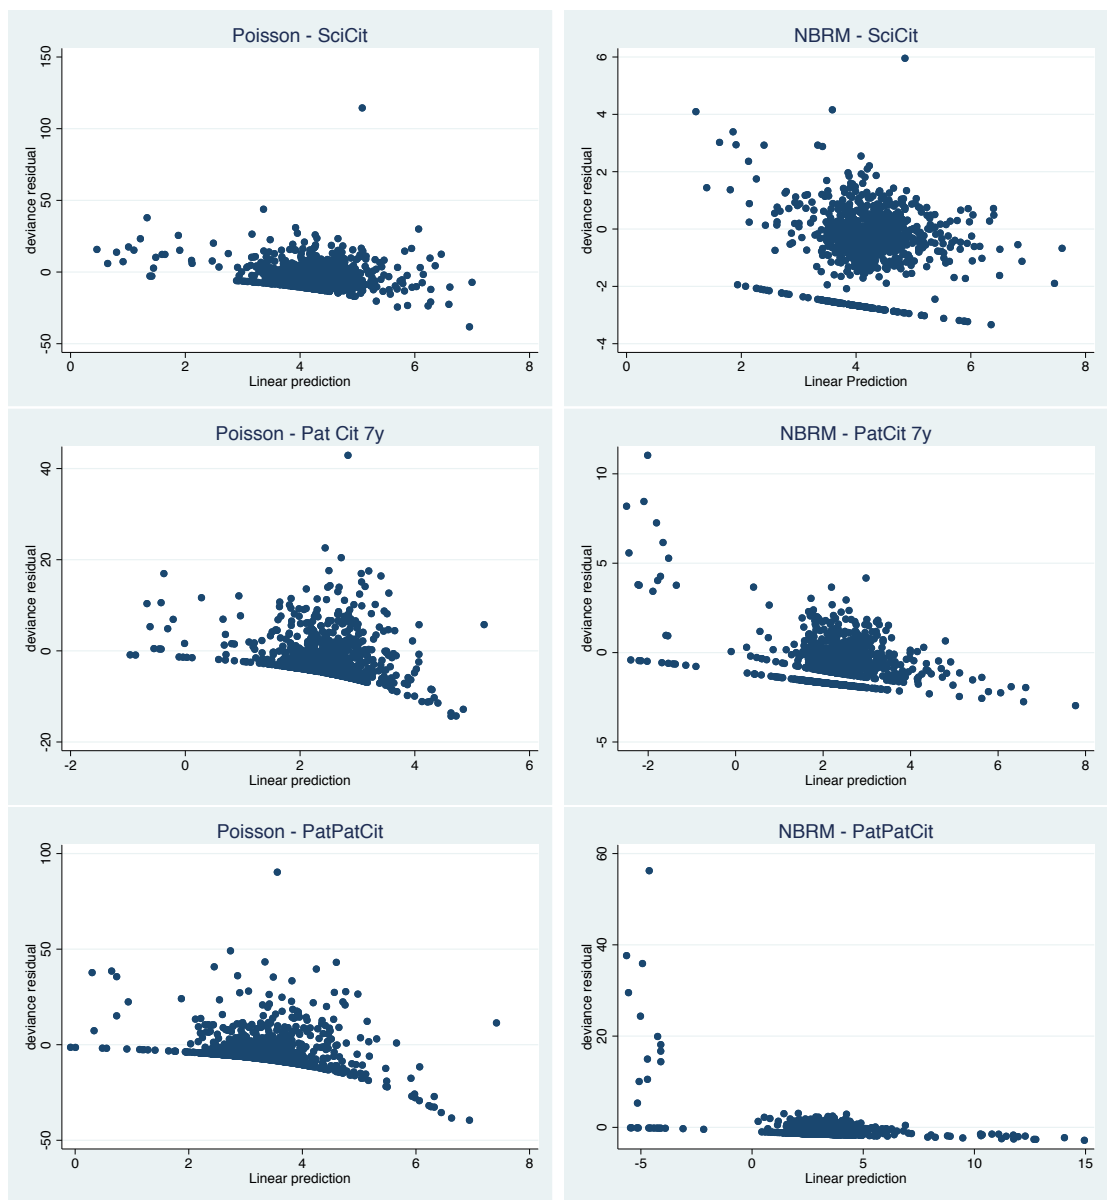 Poisson - SciCit
deviance residual
150
100
50
0
-50
0 2 4 6 8
Linear prediction
NBRM - SciCit
deviance residual
6
4
2
0
-2
-4
0 2 4 6 8
Linear Prediction
Poisson - Pat Cit 7y
deviance residual
40
20
0
-20
-2 0 2 4 6
Linear prediction
NBRM - PatCit 7y
deviance residual
10
5
0
-5
-2 0 2 4 6 8
Linear prediction
Poisson - PatPatCit
deviance residual
100
50
0
-50
0 2 4 6 8
Linear prediction
NBRM - PatPatCit
deviance residual
60
40
20
0
-5 0 5 10 15
Linear prediction